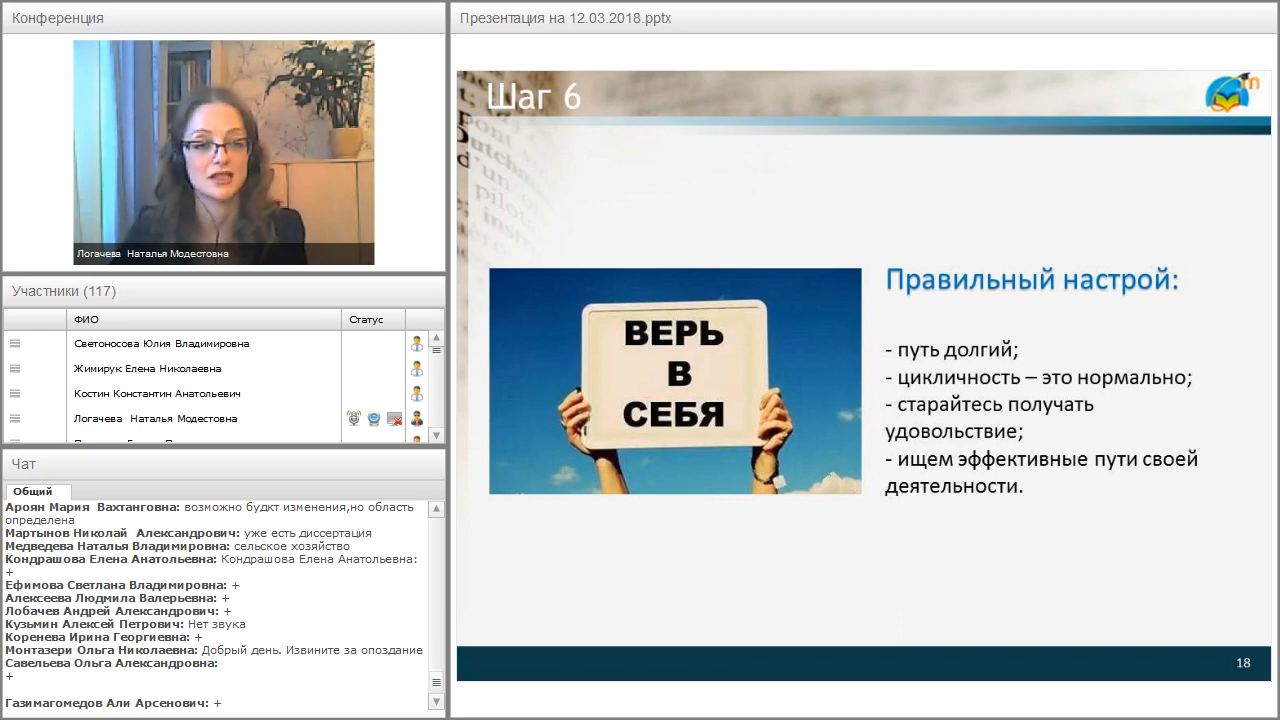 Конференция
Логачева Наталья Модестовна
Участники (117)
ФИО
Статус
Светоносова Юлия Владимировна
Жимирук Елена Николаевна
Костин Константин Анатольевич
Логачева Наталья Модестовна
Чат
Общий
Ароян Мария Вахтанговна: возможно будкт изменения,но область
определена
Мартынов Николай Александрович: уже есть диссертация
Медведева Наталья Владимировна: сельское хозяйство
Кондрашова Елена Анатольевна: Кондрашова Елена Анатольевна:
+
Ефимова Светлана Владимировна: +
Алексеева Людмила Валерьевна: +
Лобачев Андрей Александрович: +
Кузьмин Алексей Петрович: Нет звука
Коренева Ирина Георгиевна: +
Монтазери Ольга Николаевна: Добрый день. Извините за опоздание
Савельева Ольга Александровна:
+
Газимагомедов Али Арсенович: +
Презентация на 12.03.2018.pptx
Шаг 6
m
Dutchm
d'un
pilot
instr
ВЕРЬ
В
СЕБЯ
Правильный настрой:
- путь долгий;
- цикличность – это нормально;
- старайтесь получать
удовольствие;
- ищем эффективные пути своей
деятельности.
18